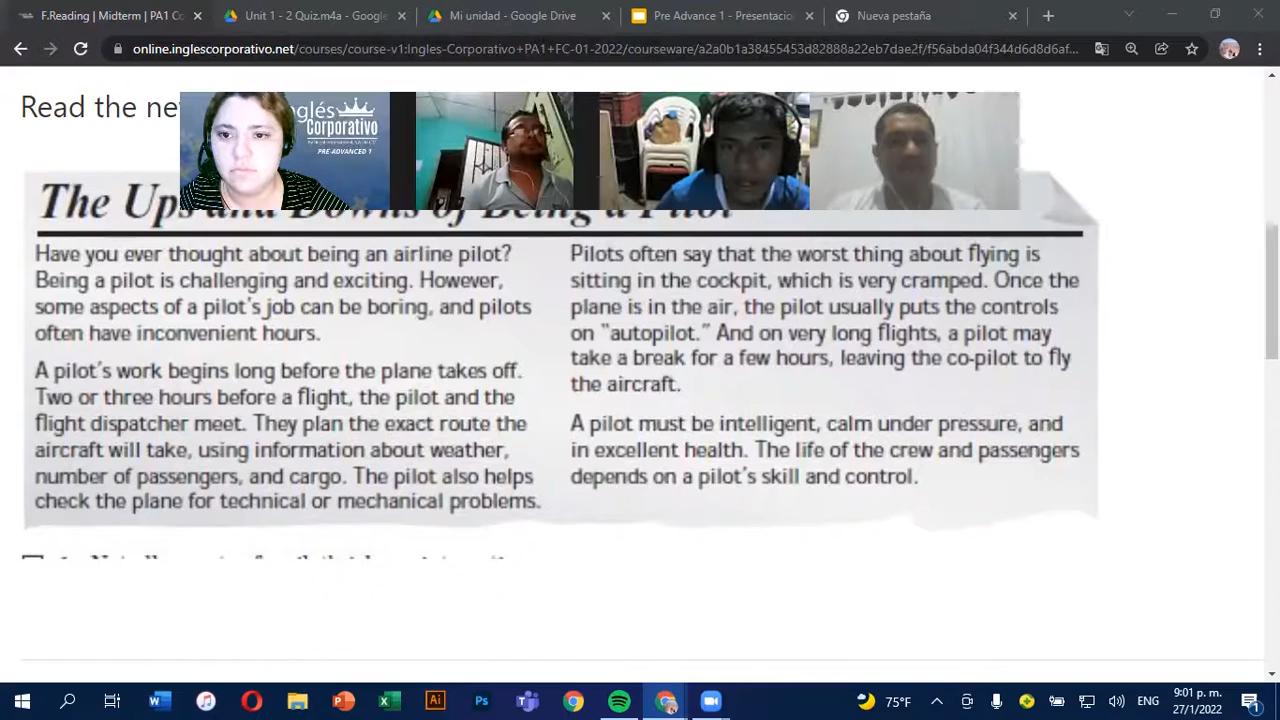 F.Reading | Midterm | PA1 Co
Unit 1 - 2 Quiz.m4a - Google
Mi unidad - Google Drive
Pre Advance 1 - Presentacio
Nueva pestaña
online.inglescorporativo.net/courses/course-v1:Ingles-Corporativo+PA1+FC-01-2022/courseware/a2a0b1a38455453d82888a22eb7dae2f/f56abda04f344d6d8d6af...
Read the ne
nglés
Corporativo
PRE-ADVANCED 1
The Ups and Downs of Being a Pilot
Have you ever thought about being an airline pilot?
Being a pilot is challenging and exciting. However,
some aspects of a pilot's job can be boring, and pilots
often have inconvenient hours.
A pilot's work begins long before the plane takes off.
Two or three hours before a flight, the pilot and the
flight dispatcher meet. They plan the exact route the
aircraft will take, using information about weather,
number of passengers, and cargo. The pilot also helps
check the plane for technical or mechanical problems.
Pilots often say that the worst thing about flying is
sitting in the cockpit, which is very cramped. Once the
plane is in the air, the pilot usually puts the controls
on "autopilot." And on very long flights, a pilot may
take a break for a few hours, leaving the co-pilot to fly
the aircraft.
A pilot must be intelligent, calm under pressure, and
in excellent health. The life of the crew and passengers
depends on a pilot's skill and control.
75°F
ENG
9:01 p. m.
27/1/2022